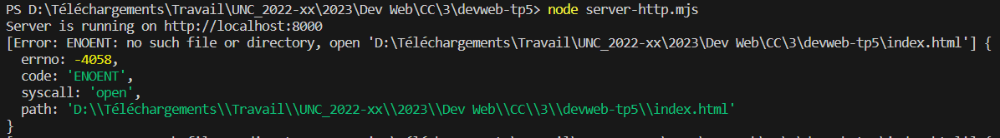 PS D:\Téléchargements\Travail\UNC_2022-xx\2023\Dev Web\CC\3\devweb-tp5> node server-http.mjs
Server is running on http://localhost:8000
[Error: ENOENT: no such file or directory, open 'D:\Téléchargements\Travail\UNC_2022-xx\2023\Dev Web\CC\3\devweb-tp5\index.html'] {
  errno: -4058,
  code: 'ENOENT',
  syscall: 'open',
  path: 'D:\\Téléchargements\\Travail\\UNC_2022-xx\\2023\\Dev Web\\CC\\3\\devweb-tp5\\index.html'
}